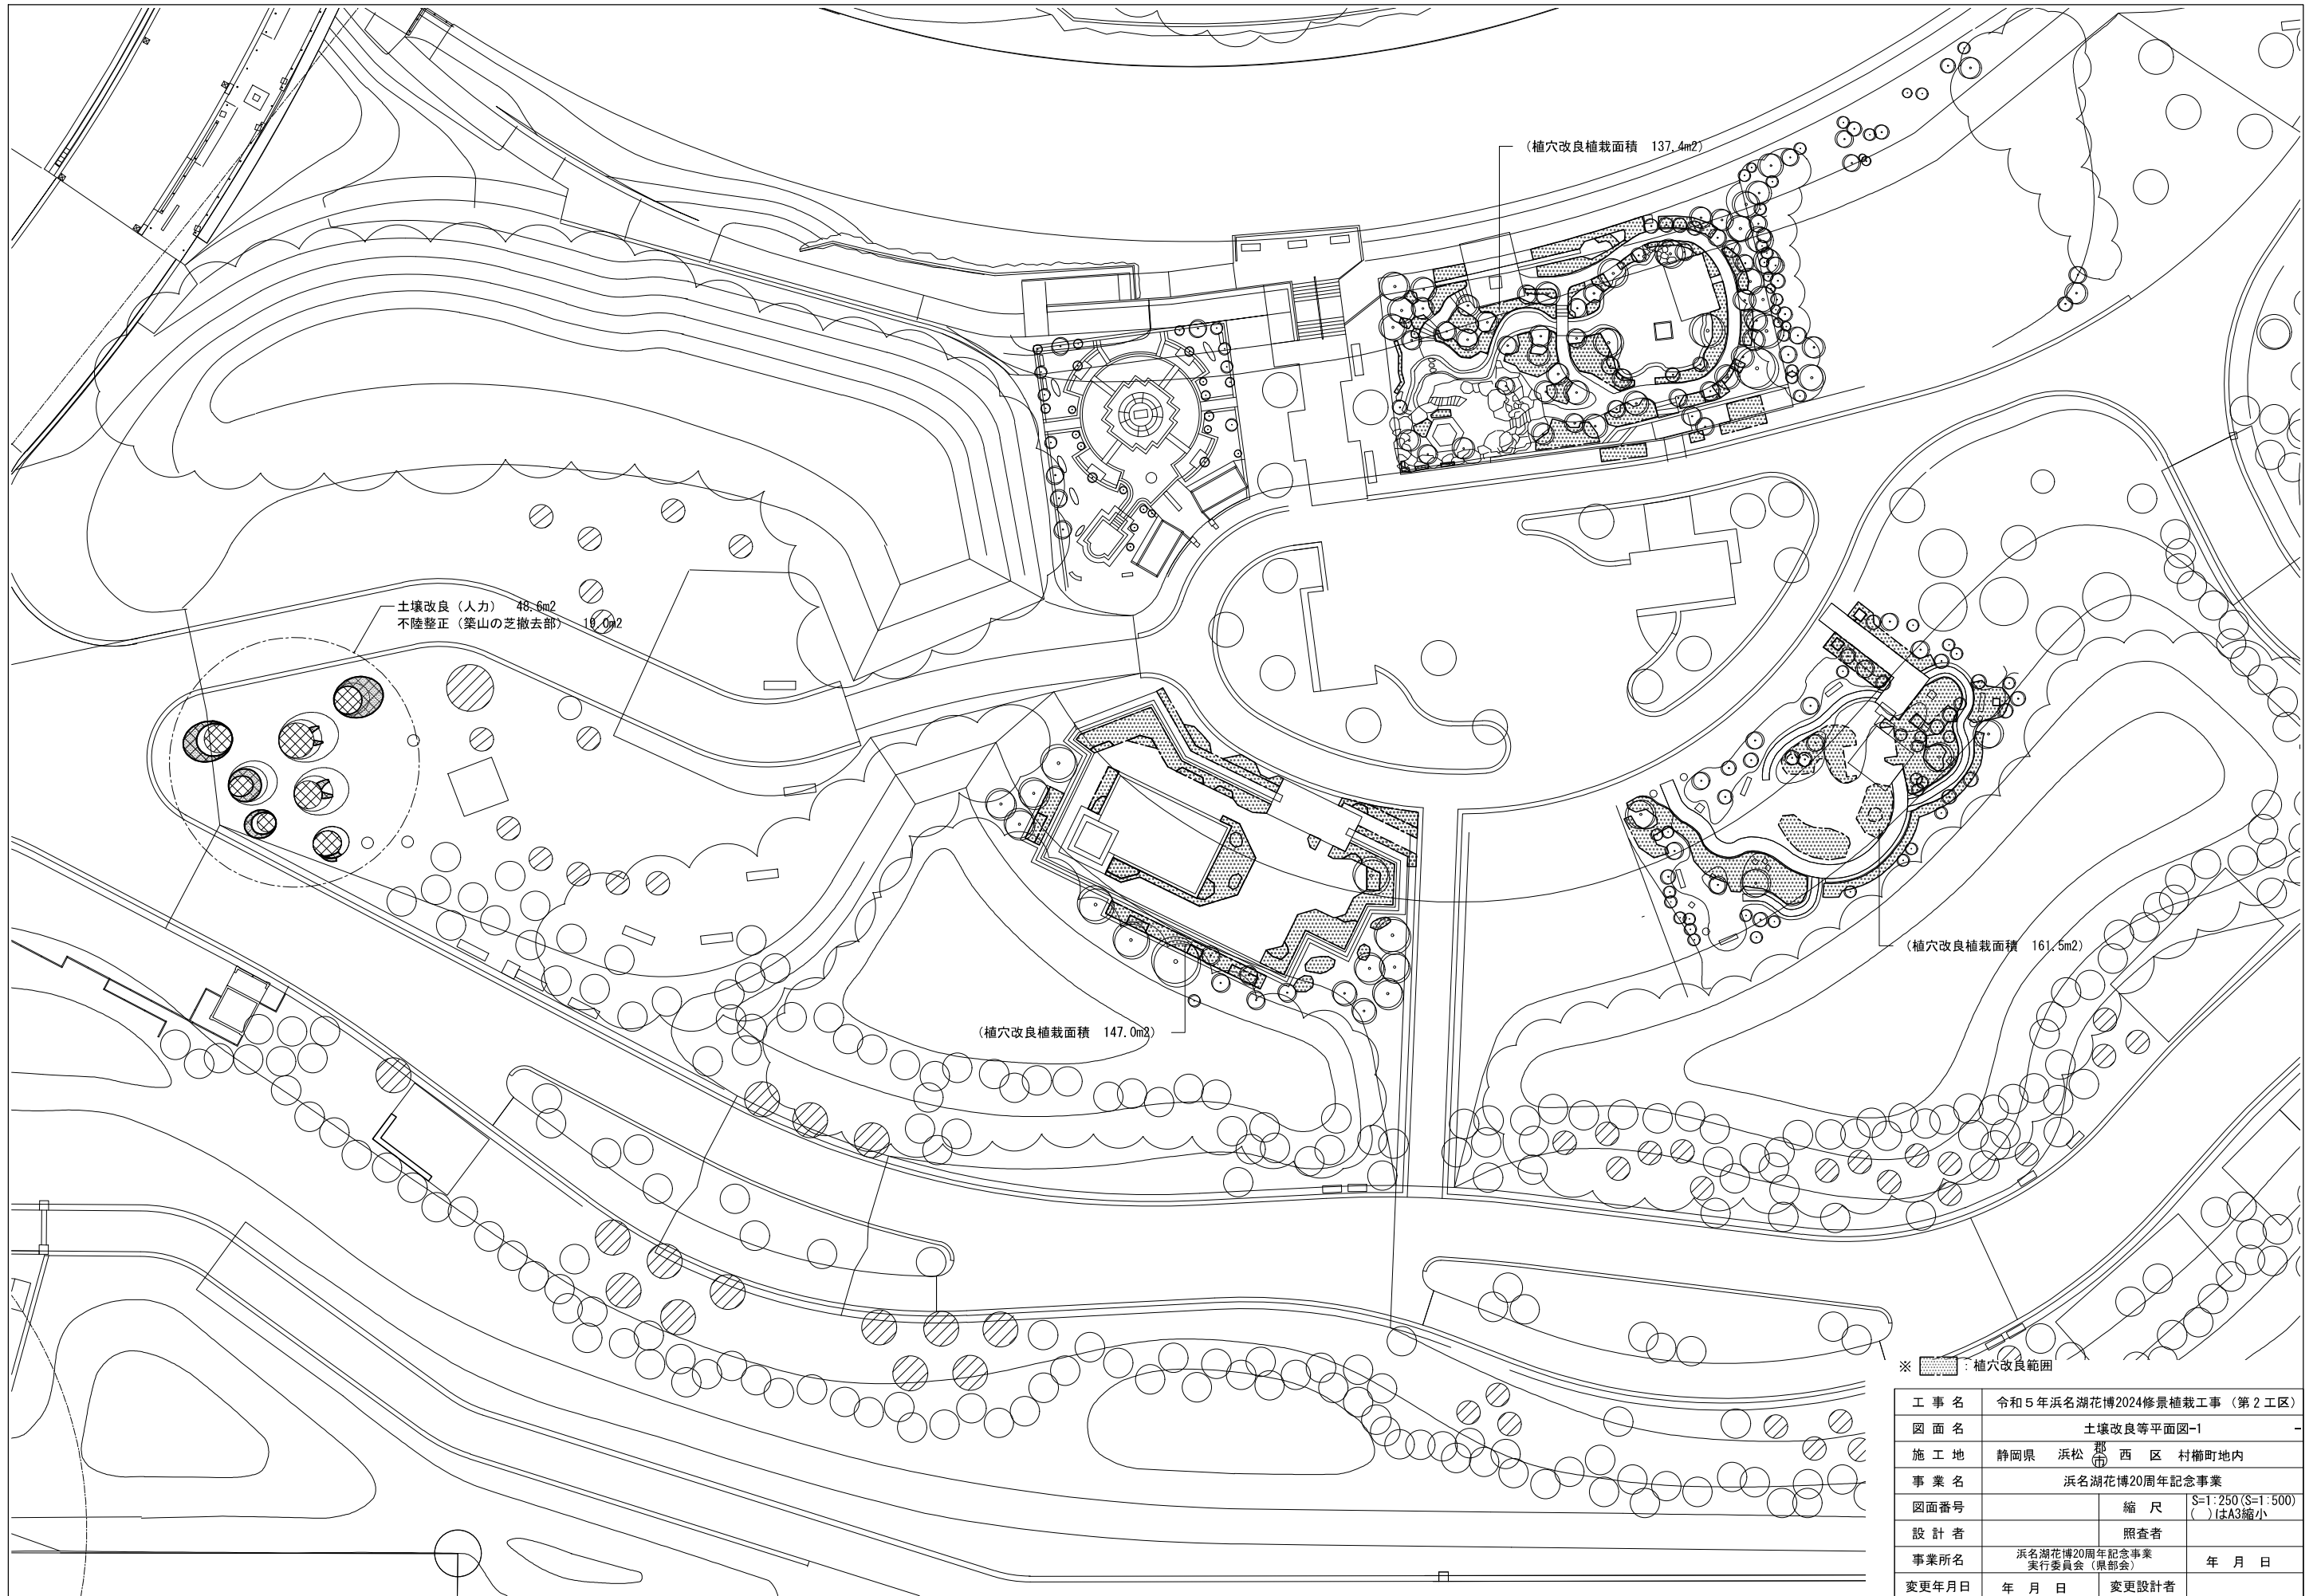 (植穴改良植栽面積　137.4m2)
土壌改良（人力）　48.6m2
不陸整正（築山の芝撤去部）　19.0m2
(植穴改良植栽面積　161.5m2)
(植穴改良植栽面積　147.0m2)
※　：植穴改良範囲
工 事 名　令和５年浜名湖花博2024修景植栽工事（第２工区）
図 面 名　土壌改良等平面図-1　-
施 工 地　静岡県　浜松　郡市　西　区　村櫛町地内
事 業 名　浜名湖花博20周年記念事業
図面番号　縮　尺　S=1:250(S=1:500)
(　)はA3縮小
設 計 者　照査者
事業所名　浜名湖花博20周年記念事業
実行委員会（県部会）　年　月　日
変更年月日　年　月　日　変更設計者